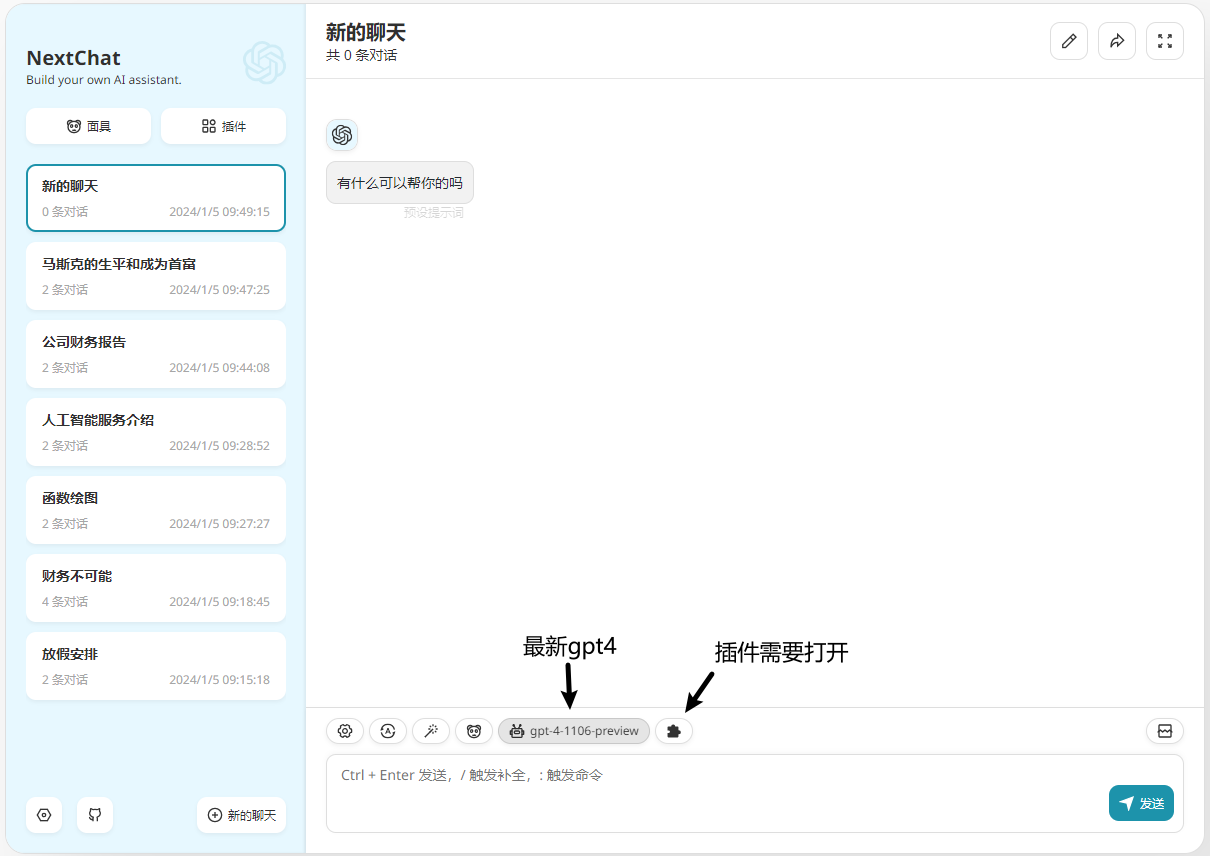 NextChat
Build your own AI assistant.
面具
插件
新的聊天
0 条对话 2024/1/5 09:49:15
马斯克的生平和成为首富
2 条对话 2024/1/5 09:47:25
公司财务报告
2 条对话 2024/1/5 09:44:08
人工智能服务介绍
2 条对话 2024/1/5 09:28:52
函数绘图
2 条对话 2024/1/5 09:27:27
财务不可能
4 条对话 2024/1/5 09:18:45
放假安排
2 条对话 2024/1/5 09:15:18
新的聊天
新的聊天
共 0 条对话
有什么可以帮你的吗
预设提示词
最新gpt4
插件需要打开
gpt-4-1106-preview
Ctrl + Enter 发送，/ 触发补全，: 触发命令
发送